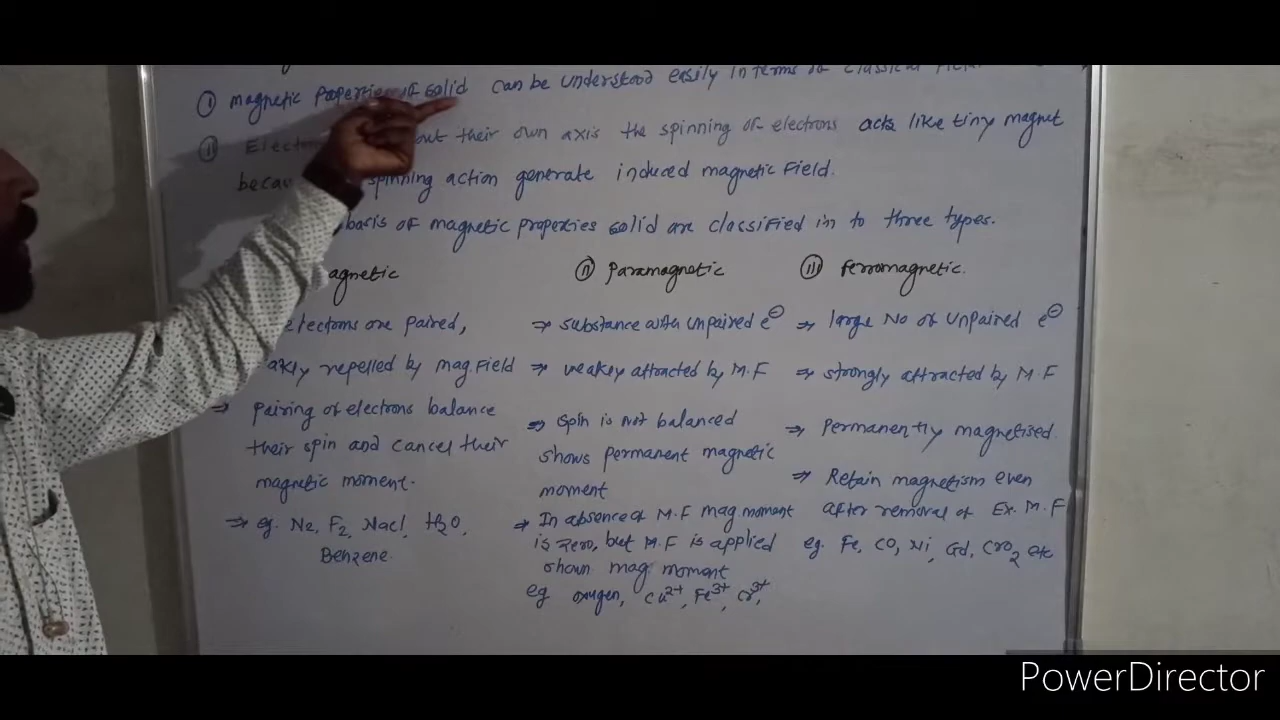 ① Magnetic properties of solid can be understood easily in terms of classical field.
② their own axis the spinning of electrons acts like tiny magnet
spinning action generate induced magnetic Field.
basis of magnetic properties solid are classified in to three types.
agnetic ⑪ Paramagnetic ⑪⑪ Ferromagnetic.
electorns are paired, ⇒ substance with unpaired e⊖ ⇒ large No of Unpaired e⊖
akly repelled by mag.Field ⇒ weakly attracted by M.F ⇒ strongly attracted by M.F
⇒ Pairing of electrons balance their spin and cancel their magnetic moment.
⇒ Spin is not balanced shows permanent magnetic moment
⇒ Permanently magnetised.
⇒ Retain magnetism even after removal of Ex. M.F
⇒ eg. N2, F2, Nacl, H2O, Benzene.
⇒ In absence of M.F mag moment is zero, but M.F is applied shown mag. moment
eg oxygen, Cu2+, Fe3+, Cr3+,
eg. Fe, CO, Ni, Gd, CrO2 etc
PowerDirector